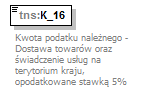 tns:K_16
Kwota podatku należnego -
Dostawa towarów oraz
świadczenie usług na
terytorium kraju,
opodatkowane stawką 5%